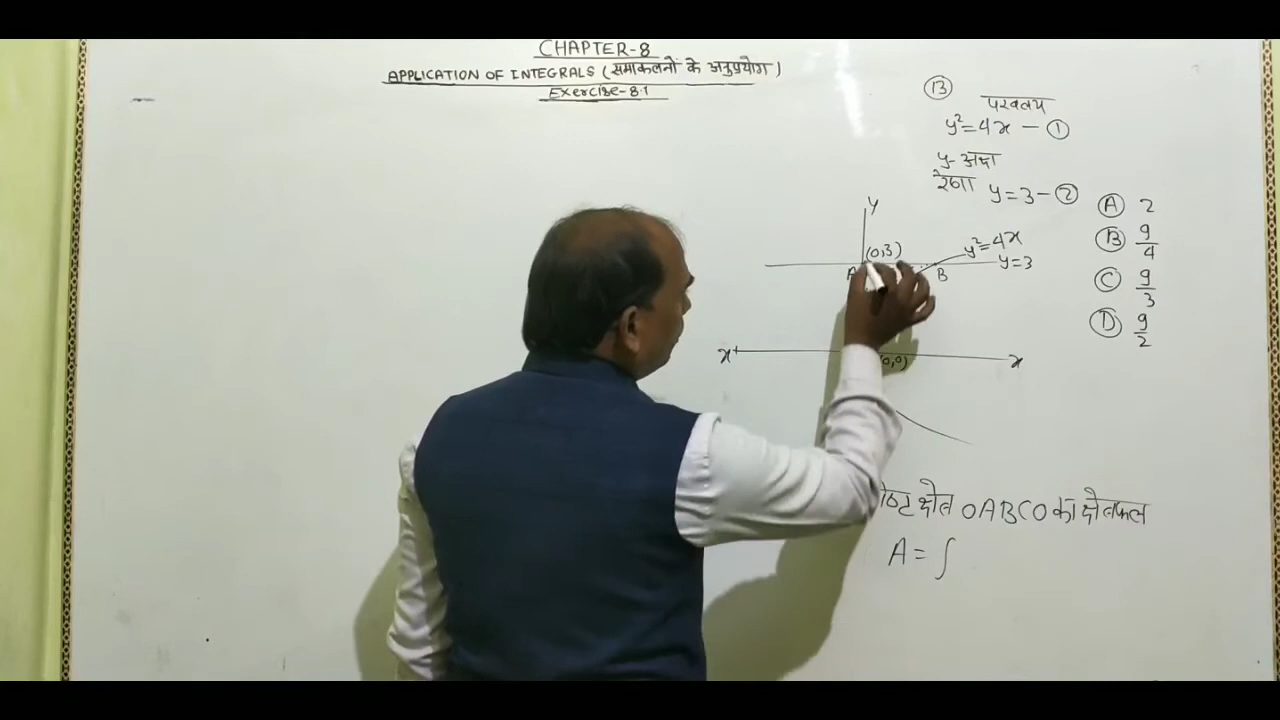 CHAPTER-8
APPLICATION OF INTEGRALS (समाकलनो के अनुप्रयोग)
Exercise-8.1
13
परवलय
y²=4x — 1
y-अक्ष
रेखा y=3 — 2
A 2
B 9/4
C 9/3
D 9/2
y
(0,3)
y²=4x
y=3
A
B
x
(0,0)
x
क्षेत्र OABCO का क्षेत्रफल
A = ∫